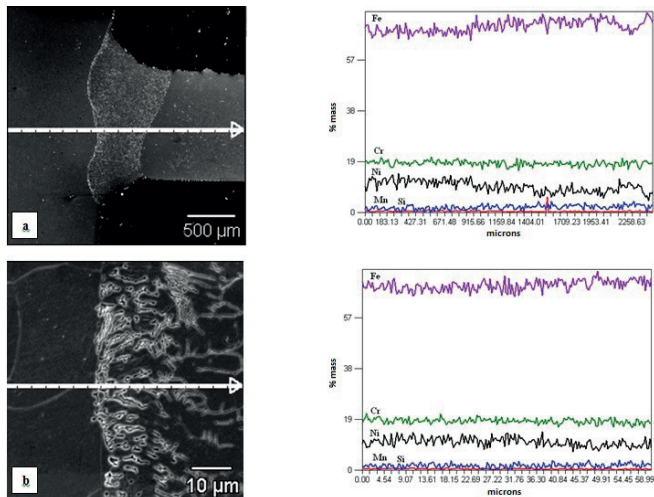 Fe
57
38
% mass
Cr
19
Ni
Mn Si
0
0.00 183.13 427.31 671.48 915.66 1159.84 1404.01 1709.23 1953.41 2258.63
microns
a
500 µm
Fe
57
38
% mass
Cr
19
Ni
Mn Si
0
0.00 4.54 9.07 13.61 18.15 22.69 27.22 31.76 36.30 40.84 45.37 49.91 54.45 58.99
microns
b
10 µm